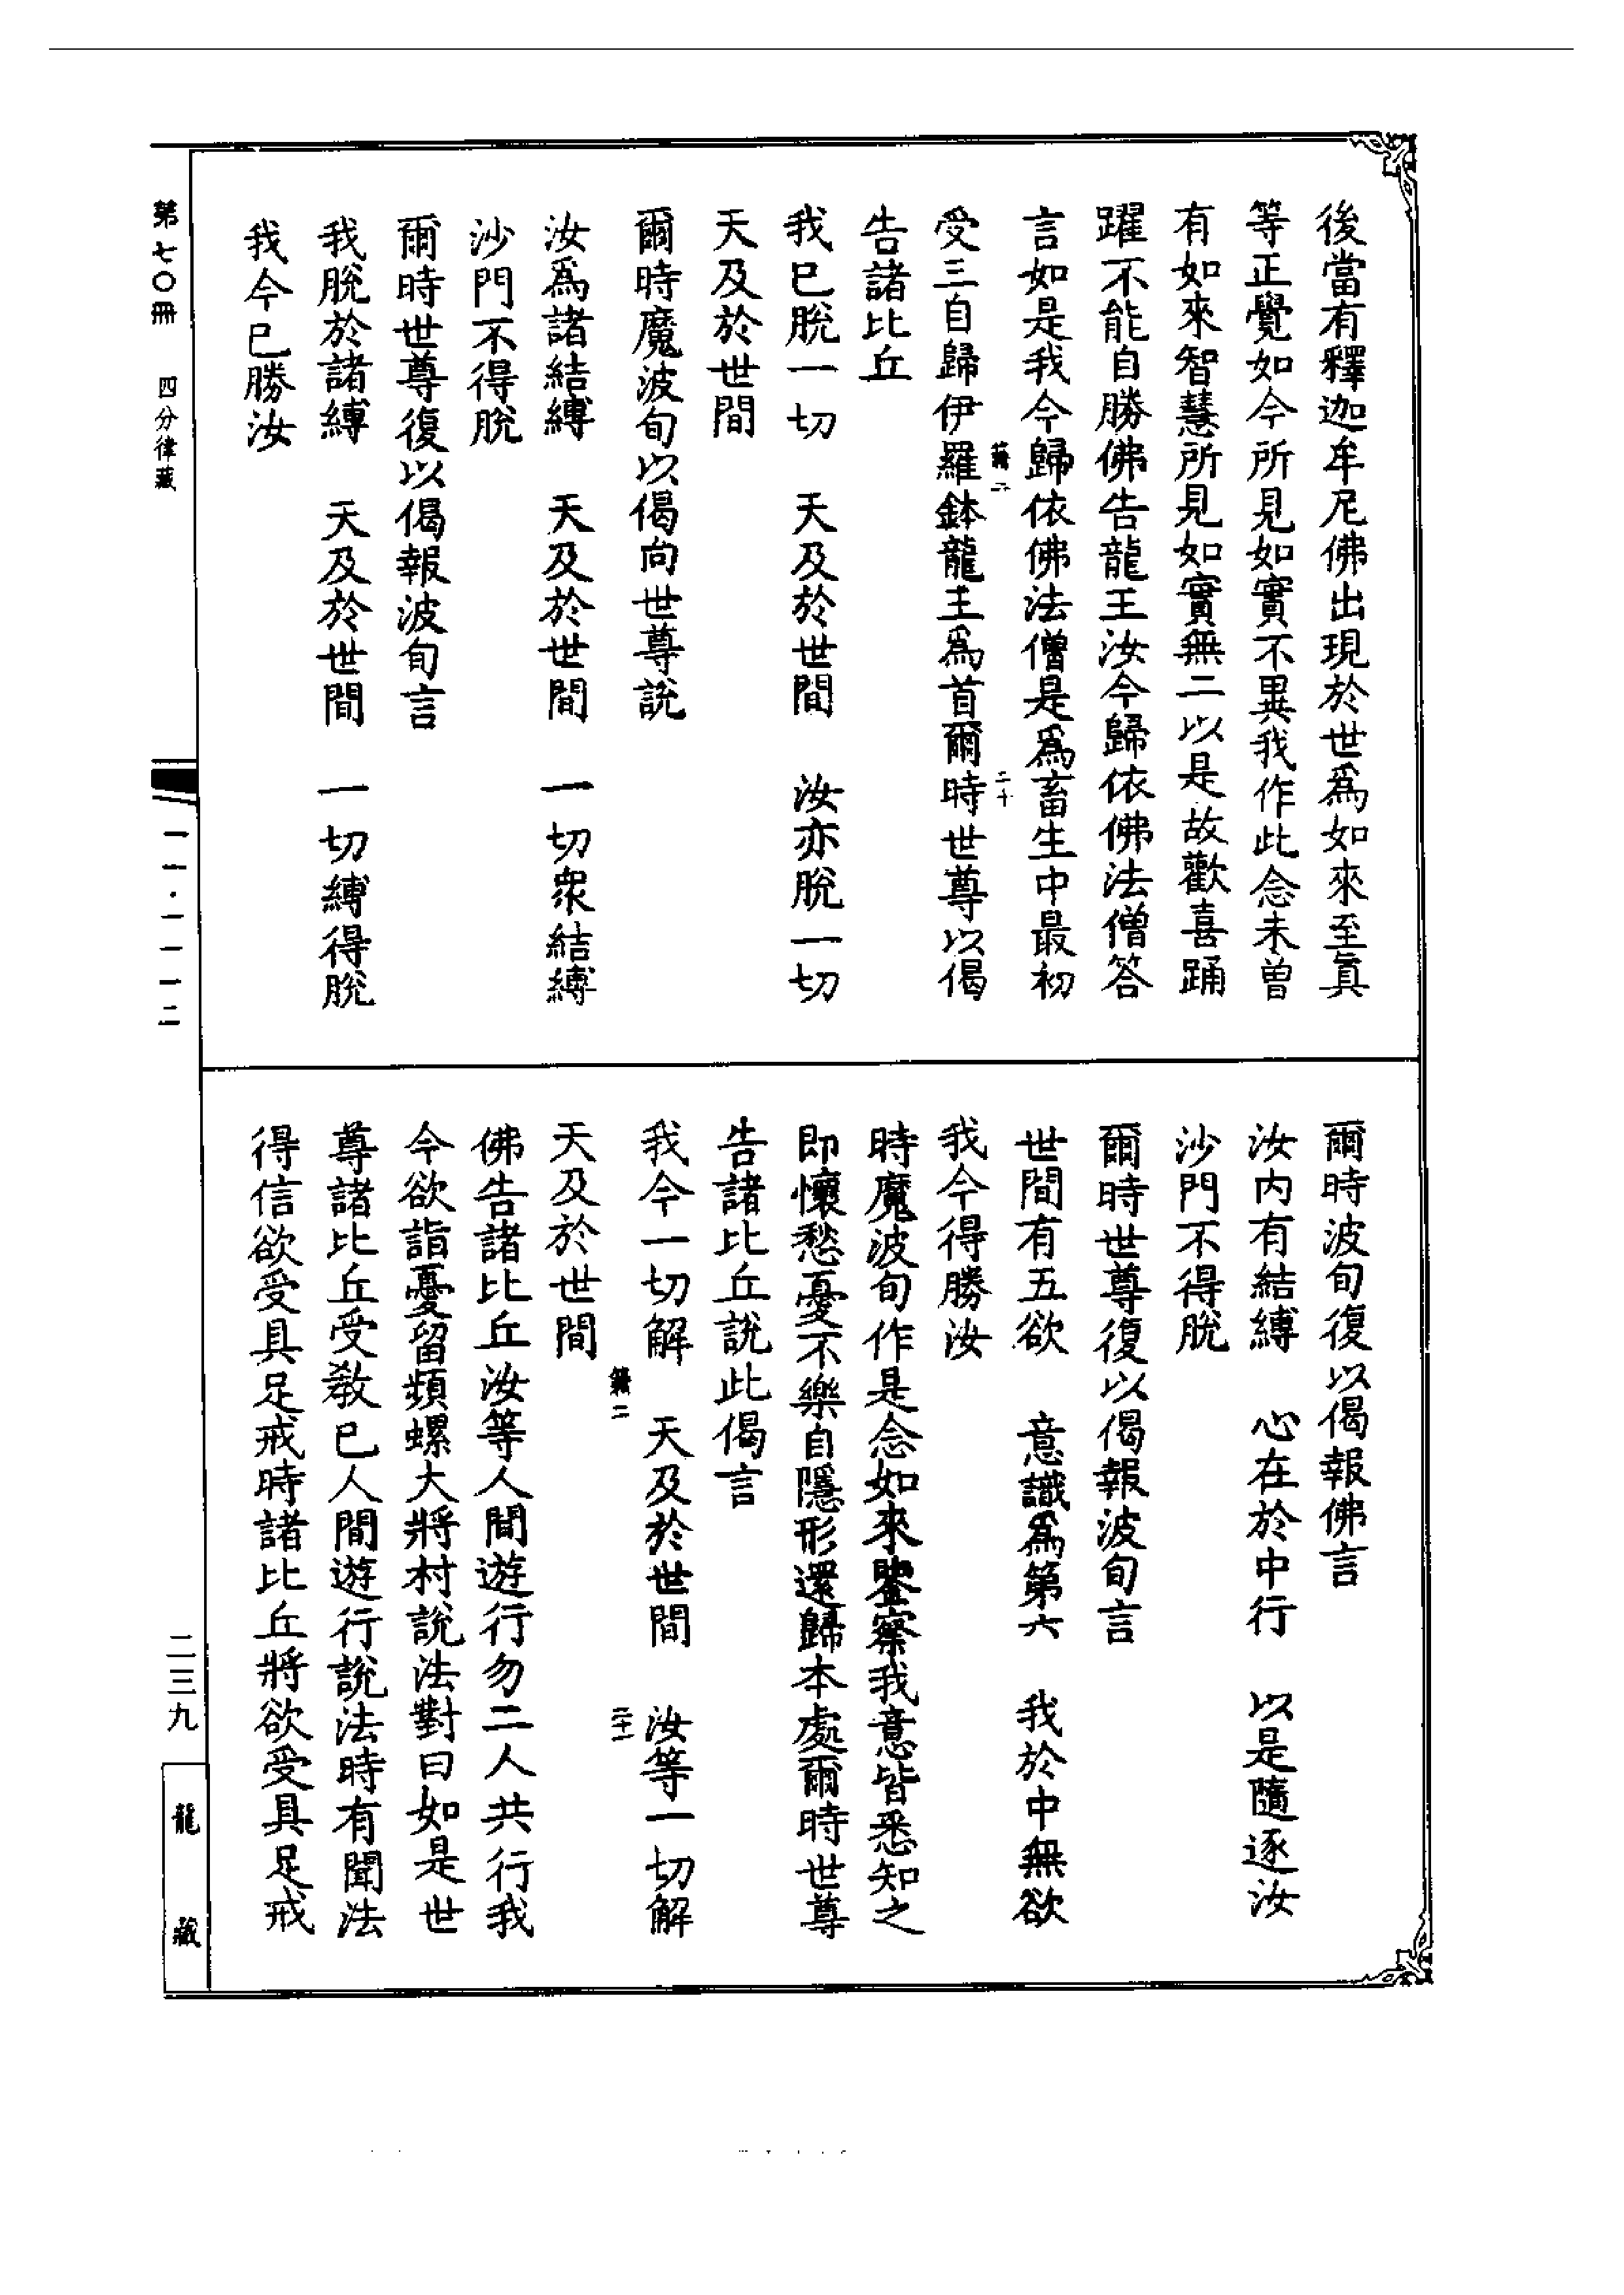 後當有釋迦牟尼佛出現於世爲如來至眞
等正覺如今所見如實不異我作此念未曾
有如來智慧所見如實無二以是故歡喜踊
躍不能自勝佛告龍王汝今歸依佛法僧答
言如是我今歸依佛法僧是爲畜生中最初
籍二 二十
受三自歸伊羅鉢龍王爲首爾時世尊以偈
告諸比丘
我已脫一切 天及於世間 汝亦脫一切
天及於世間
爾時魔波旬以偈向世尊說
汝爲諸結縛 天及於世間 一切衆結縛
沙門不得脫
爾時世尊復以偈報波旬言
我脫於諸縛 天及於世間 一切縛得脫
我今已勝汝
爾時波旬復以偈報佛言
汝内有結縛 心在於中行 以是隨逐汝
沙門不得脫
爾時世尊復以偈報波旬言
世間有五欲 意識爲第六 我於中無欲
我今得勝汝
時魔波旬作是念如來鑒察我意皆悉知之
即懷愁憂不樂自隱形還歸本處爾時世尊
告諸比丘說此偈言
我今一切解 天及於世間 汝等一切解
籍二 二十一
天及於世間
佛告諸比丘汝等人間遊行勿二人共行我
今欲詣憂留頻螺大將村說法對曰如是世
尊諸比丘受教已人間遊行說法時有聞法
得信欲受具足戒時諸比丘將欲受具足戒
第七〇冊 四分律藏
一一·一一一二
二三九
龍藏